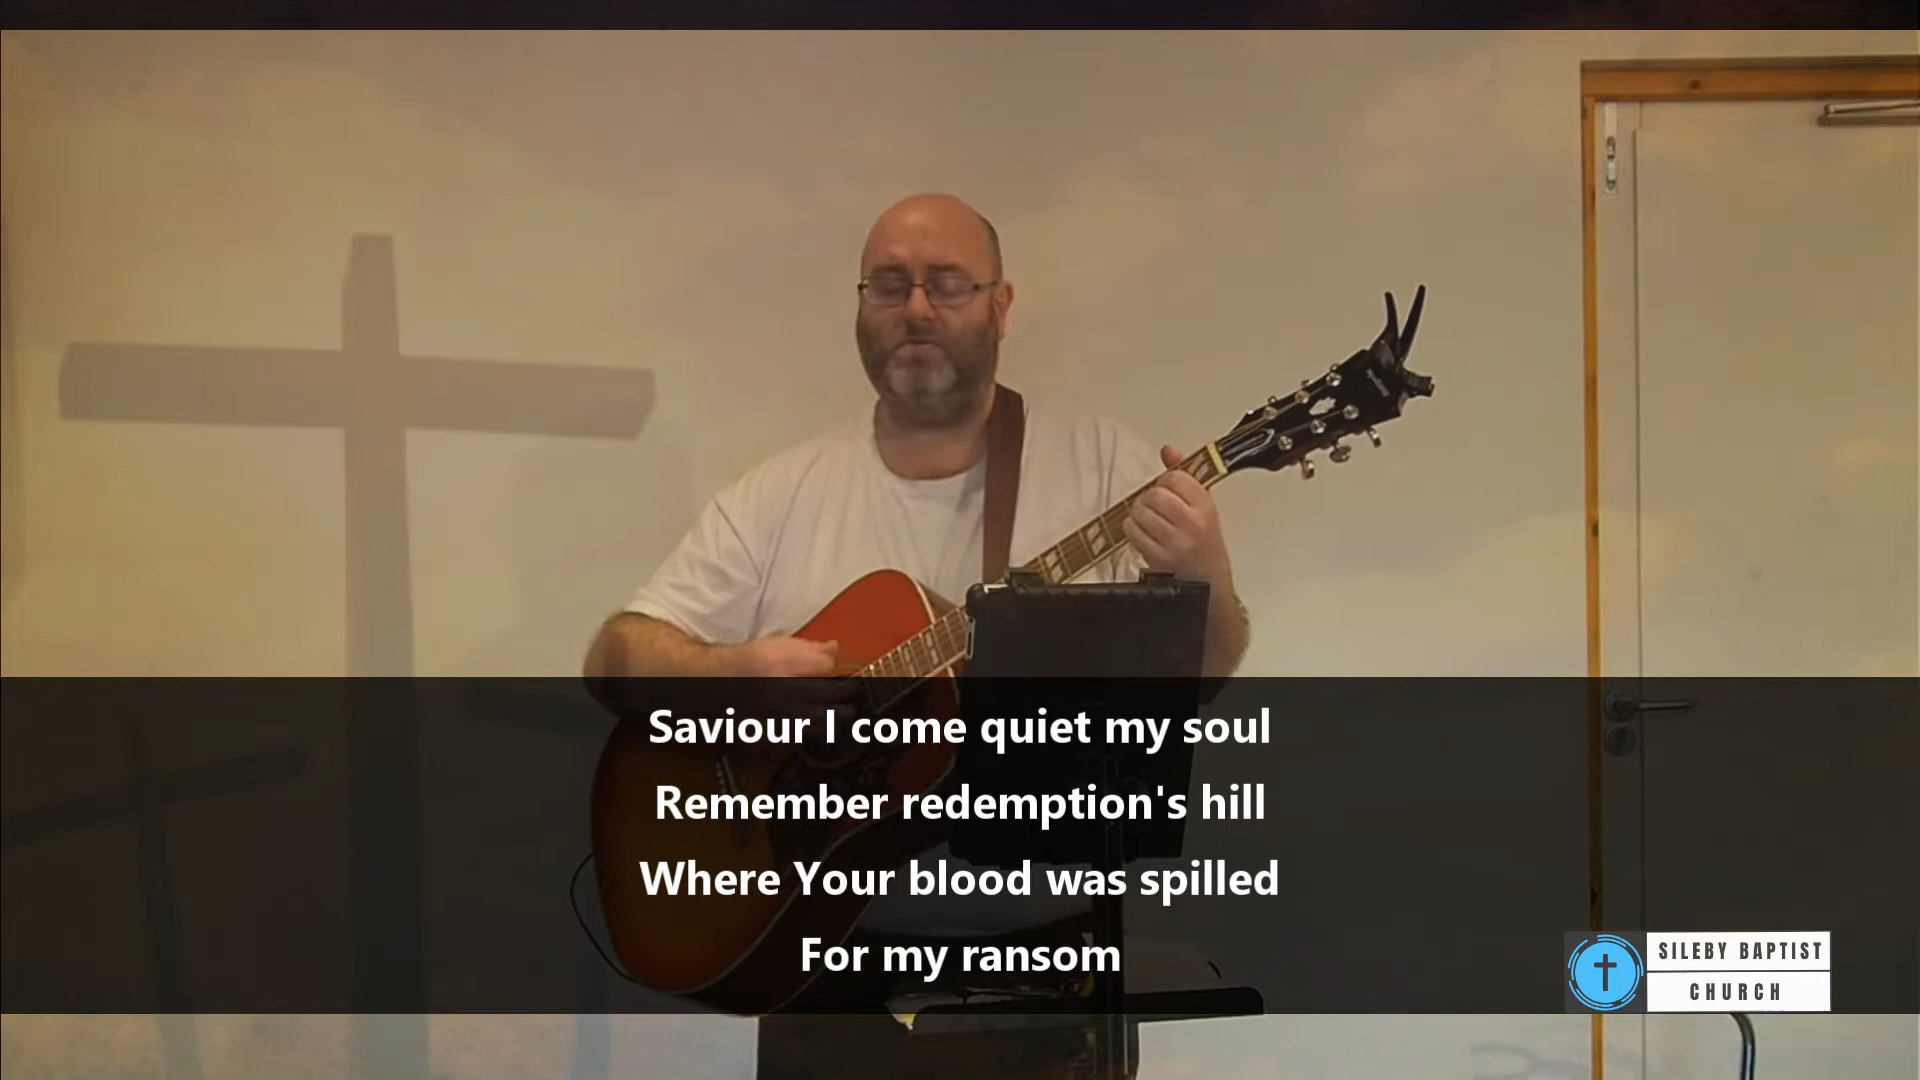 Saviour I come quiet my soul
Remember redemption's hill
Where Your blood was spilled
For my ransom
SILEBY BAPTIST
CHURCH